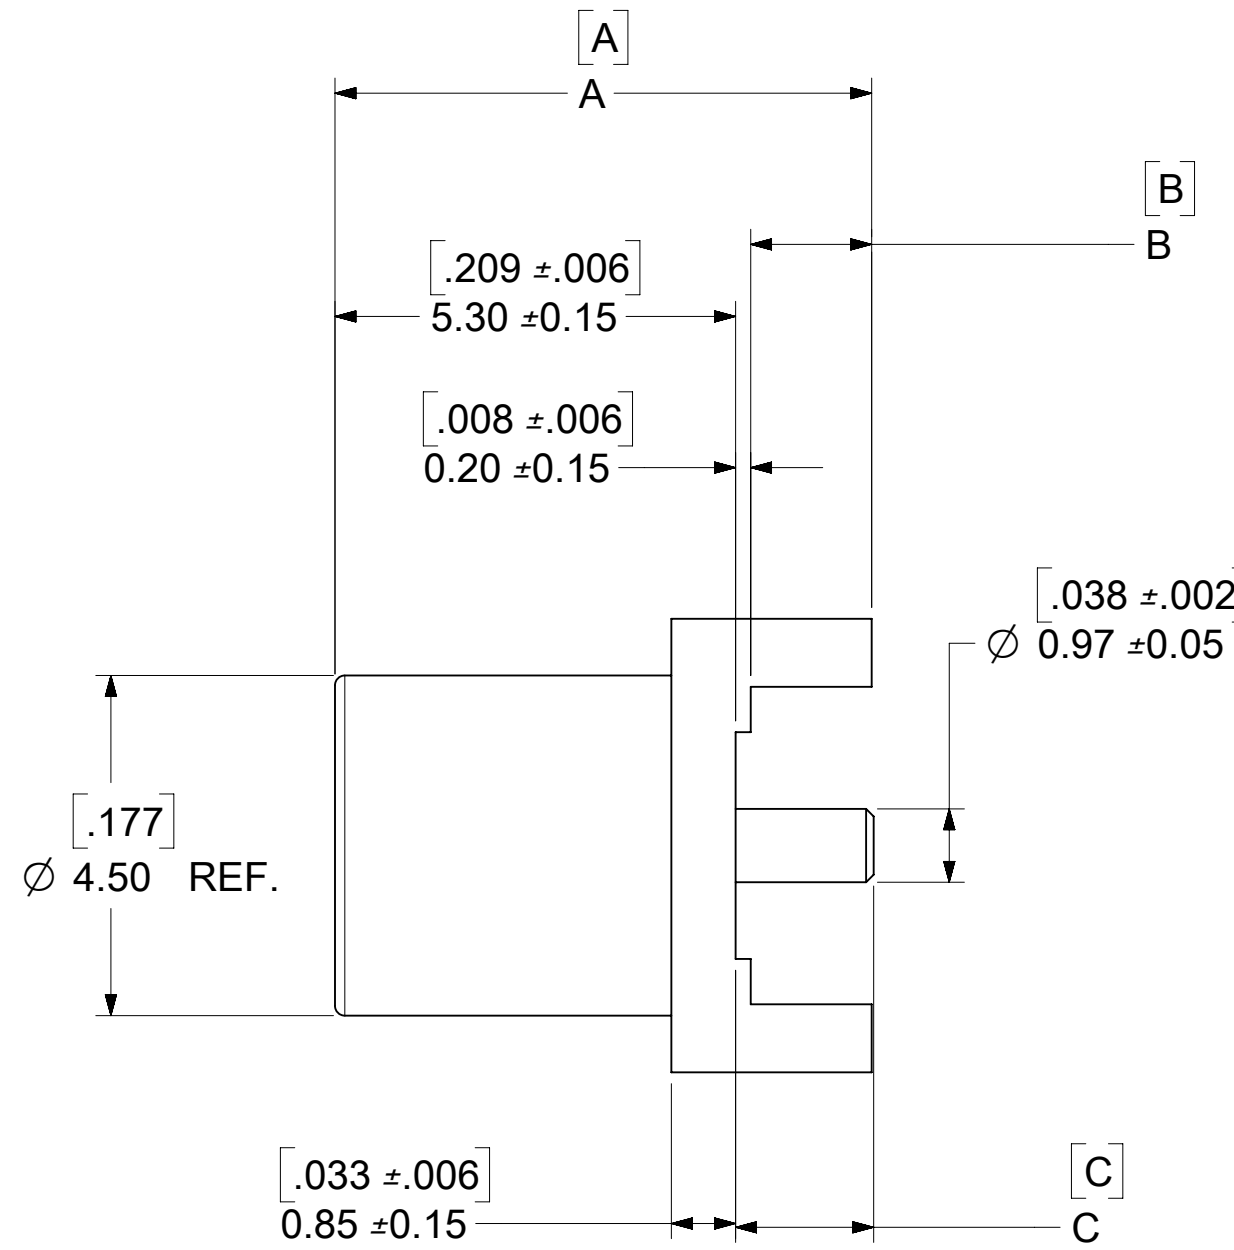 [A]
A
[B]
B
[.209 ±.006]
5.30 ±0.15
[.008 ±.006]
0.20 ±0.15
[.038 ±.002]
Ø 0.97 ±0.05
[.177]
Ø 4.50 REF.
[.033 ±.006]
0.85 ±0.15
[C]
C